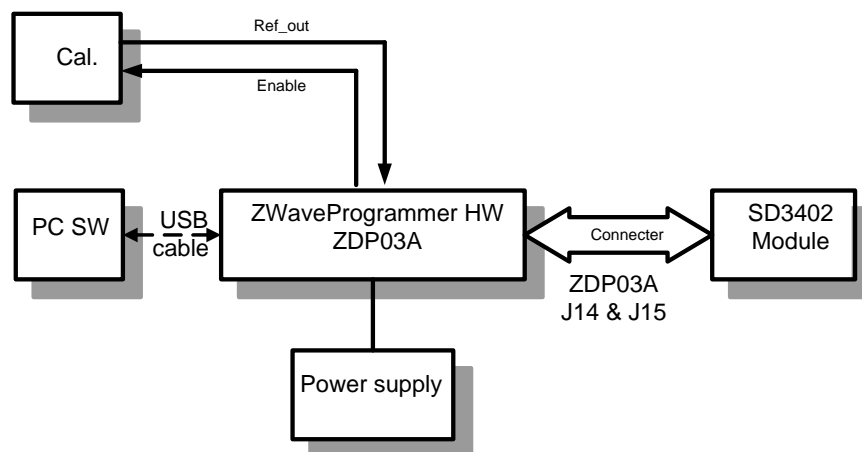 Ref_out
Cal.
Enable
PC SW
USB
cable
ZWaveProgrammer HW
ZDP03A
Connecter
SD3402
Module
ZDP03A
J14 & J15
Power supply